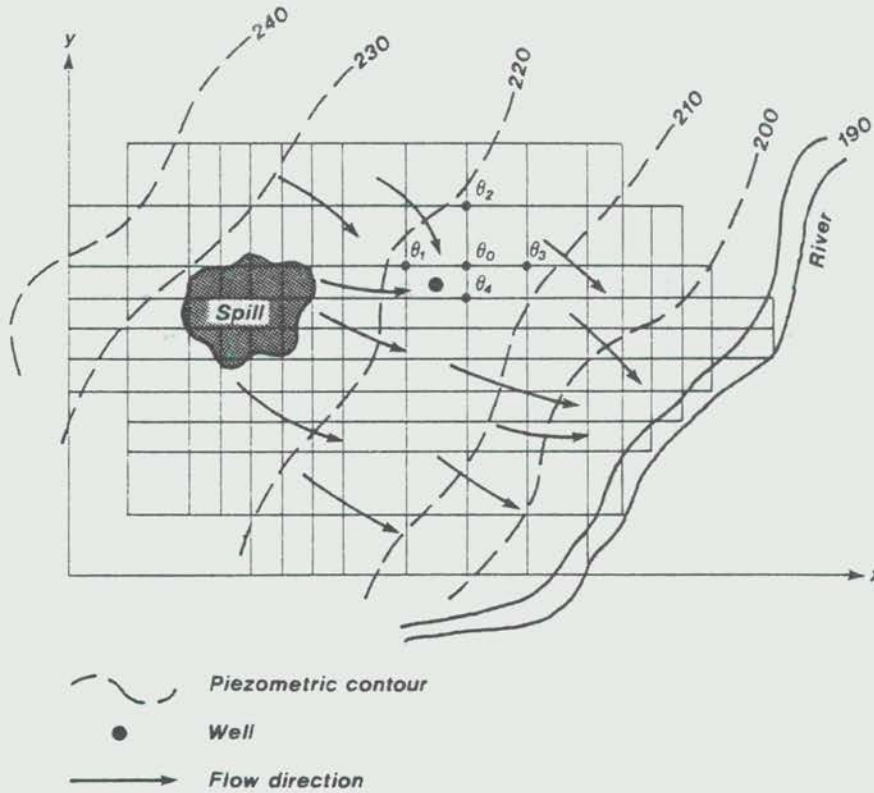 y
240
230
220
210
200
190
θ2
θ1
θ0
θ3
River
θ4
Spill
x
Piezometric contour
Well
Flow direction